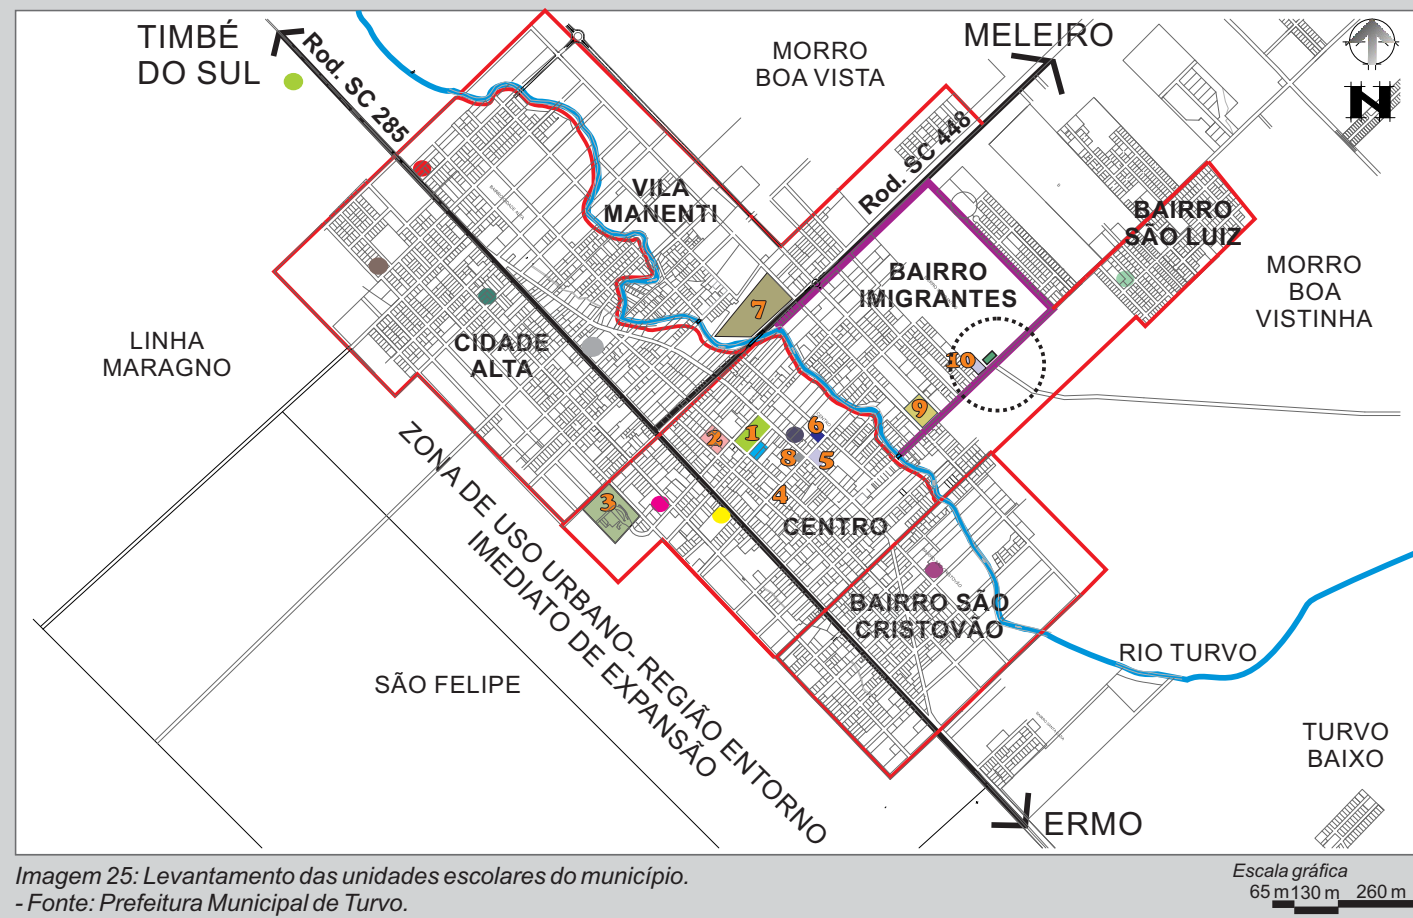 TIMBÉ
DO SUL
Rod. SC 285
MORRO
BOA VISTA
MELEIRO
N
Rod. SC 448
VILA
MANENTI
BAIRRO
SÃO LUIZ
BAIRRO
IMIGRANTES
MORRO
BOA
VISTINHA
LINHA
MARAGNO
CIDADE
ALTA
7
10
9
1
2
6
8
5
4
3
CENTRO
ZONA DE USO URBANO- REGIÃO ENTORNO
IMEDIATO DE EXPANSÃO
BAIRRO SÃO
CRISTOVÃO
RIO TURVO
SÃO FELIPE
TURVO
BAIXO
ERMO
Imagem 25: Levantamento das unidades escolares do município.
- Fonte: Prefeitura Municipal de Turvo.
Escala gráfica
65 m 130 m 260 m